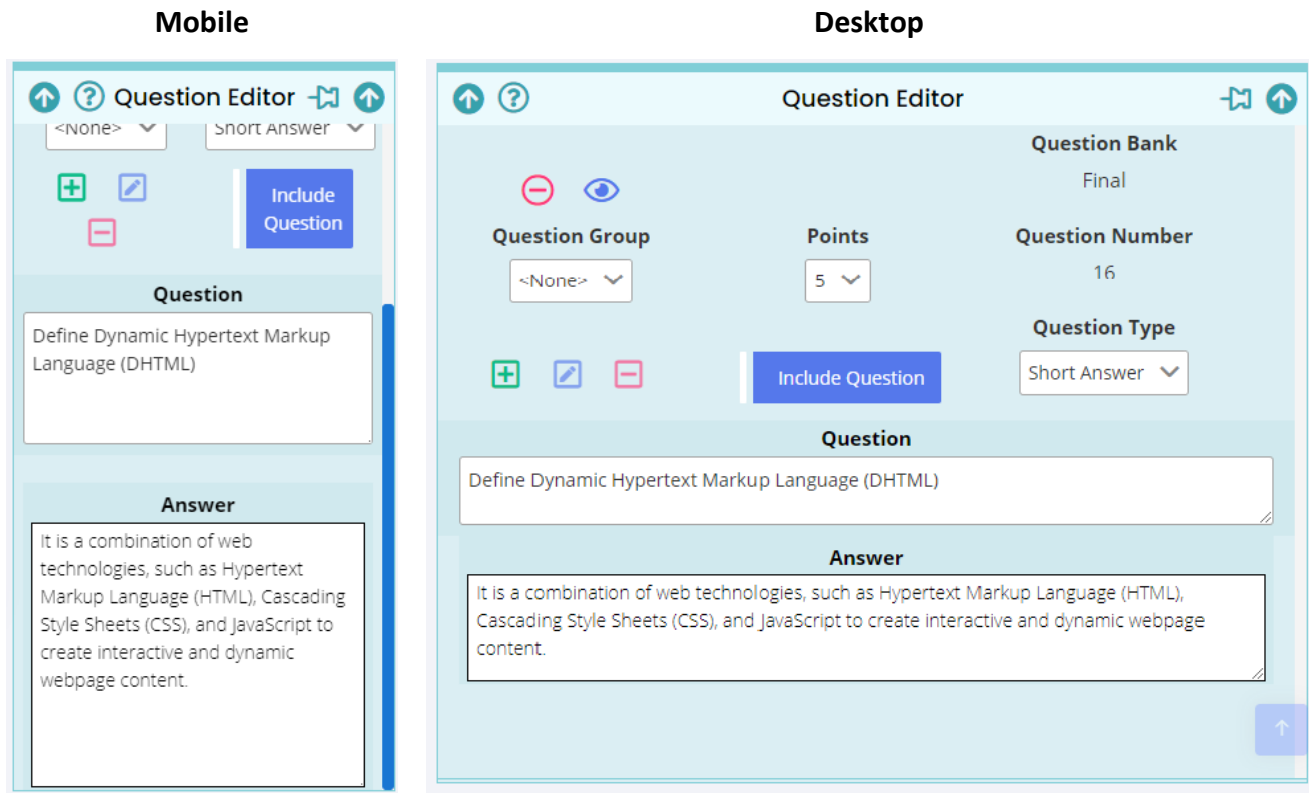 Mobile
Question Editor
<None>
Short Answer
Include
Question
Question
Define Dynamic Hypertext Markup
Language (DHTML)
Answer
It is a combination of web
technologies, such as Hypertext
Markup Language (HTML), Cascading
Style Sheets (CSS), and JavaScript to
create interactive and dynamic
webpage content.
Desktop
Question Editor
Question Bank
Final
Question Group
Points
Question Number
<None>
5
16
Question Type
Include Question
Short Answer
Question
Define Dynamic Hypertext Markup Language (DHTML)
Answer
It is a combination of web technologies, such as Hypertext Markup Language (HTML),
Cascading Style Sheets (CSS), and JavaScript to create interactive and dynamic webpage
content.